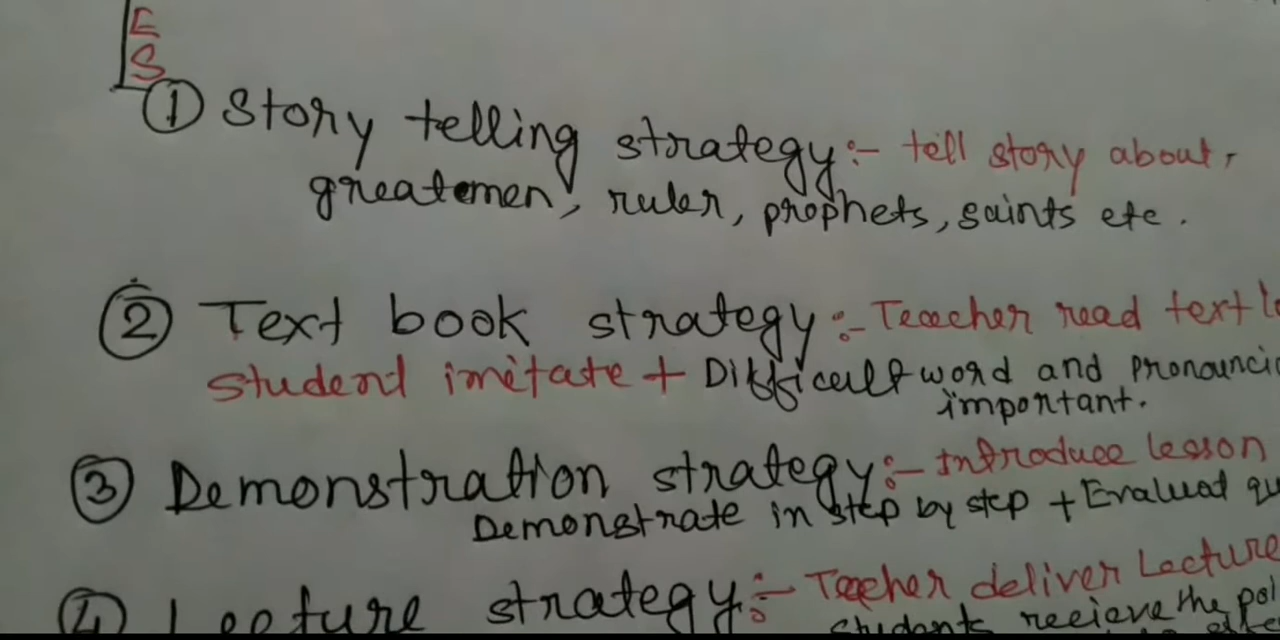 E
S
① Story telling strategy:- tell story about,
greatemen, ruler, prophets, saints etc.
② Text book strategy:- Teacher read text
student imitate + Difficult word and
important.
③ Demonstration strategy:- Introduce lesson
Demonstrate in step by step + Evaluad
④ Lecture strategy:- Teacher deliver Lecture
students recieve the